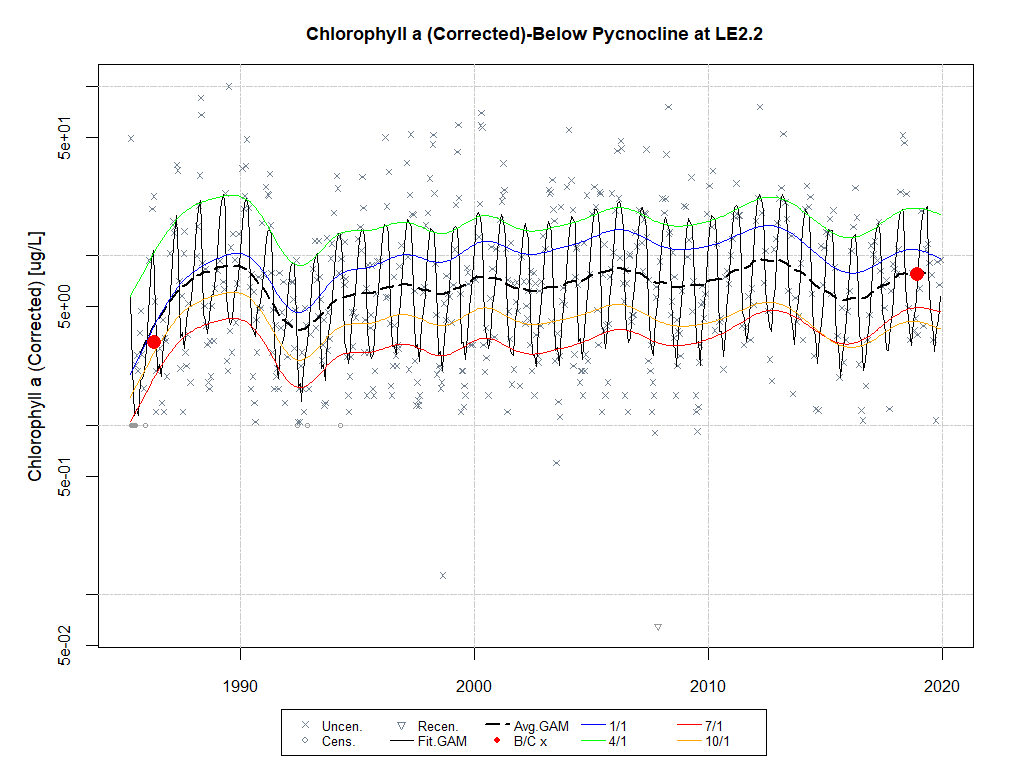 Chlorophyll a (Corrected)-Below Pycnocline at LE2.2
Chlorophyll a (Corrected) [ug/L]
5e+01
5e+00
5e-01
5e-02
1990 2000 2010 2020
Uncen. Recen. Avg.GAM 1/1 7/1
Cens. Fit.GAM B/C x 4/1 10/1